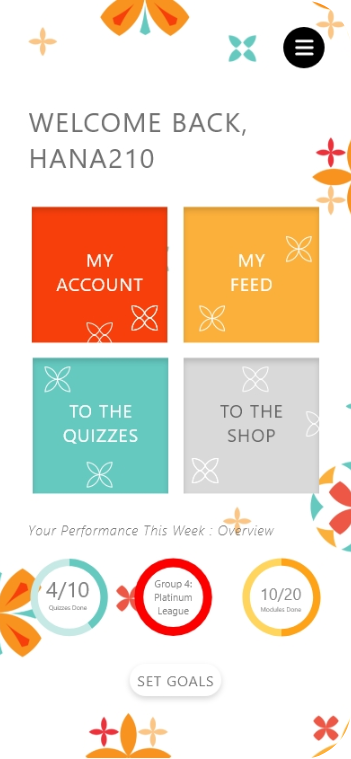 WELCOME BACK,
HANA210
MY
ACCOUNT
MY
FEED
TO THE
QUIZZES
TO THE
SHOP
Your Performance This Week : Overview
4/10
Quizzes Done
Group 4:
Platinum
League
10/20
Modules Done
SET GOALS